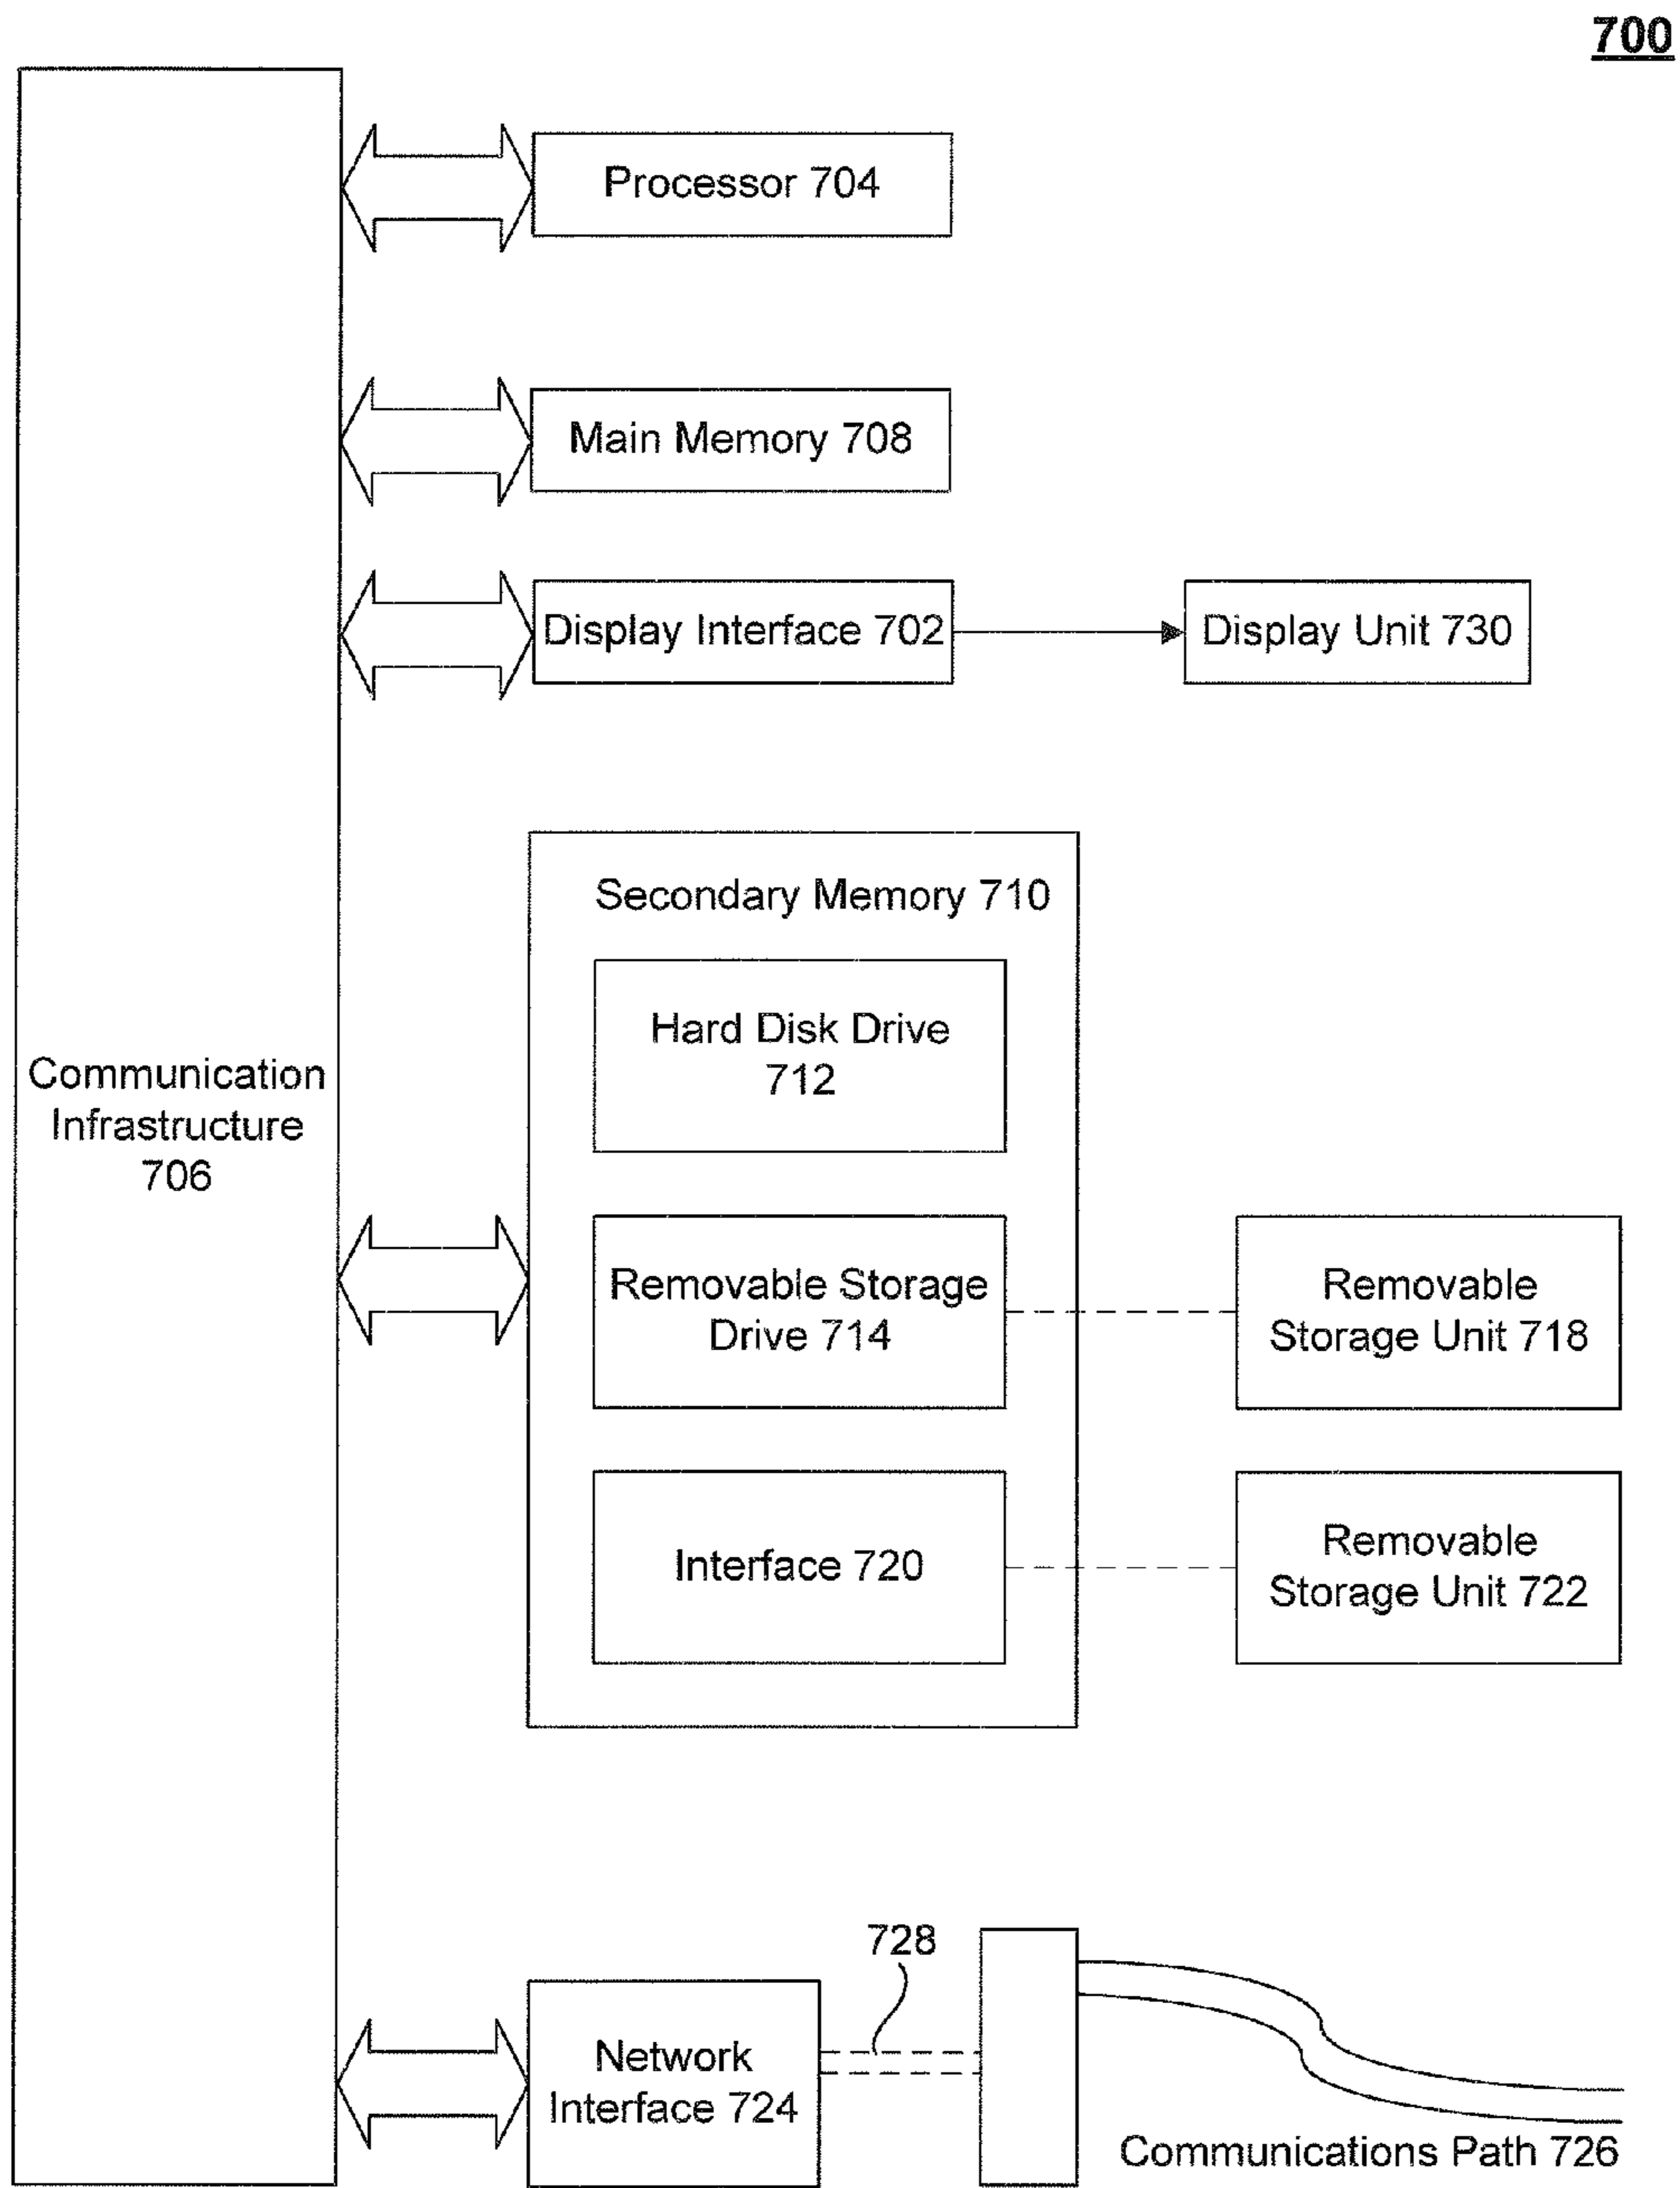 700
Processor 704
Main Memory 708
Display Interface 702
Display Unit 730
Secondary Memory 710
Hard Disk Drive
712
Communication
Infrastructure
706
Removable Storage
Drive 714
Removable
Storage Unit 718
Interface 720
Removable
Storage Unit 722
728
Network
Interface 724
Communications Path 726